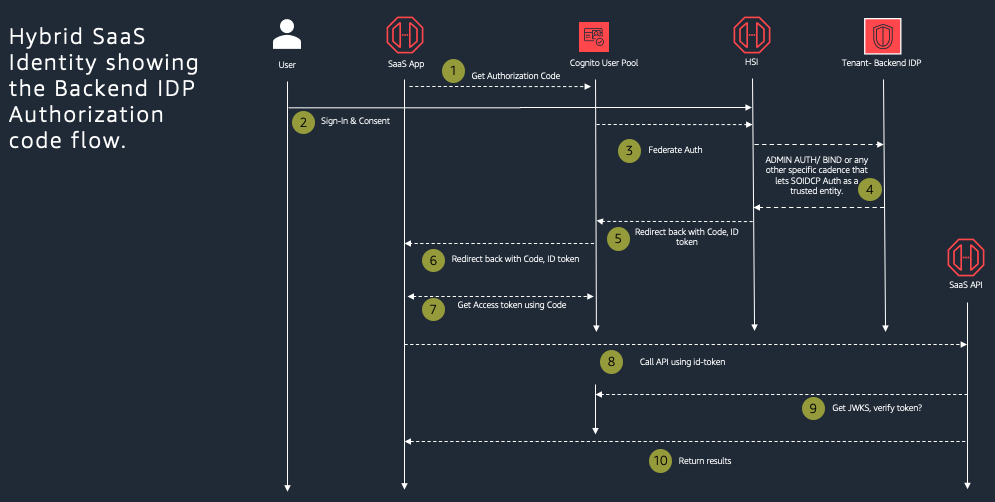 Hybrid SaaS
Identity showing
the Backend IDP
Authorization
code flow.
User
SaaS App
Cognito User Pool
HSI
Tenant- Backend IDP
1
Get Authorization Code
2
Sign-In & Consent
3
Federate Auth
ADMIN AUTH/ BIND or any
other specific cadence that
lets SOIDCP Auth as a
trusted entity.
4
5
Redirect back with Code, ID
token
6
Redirect back with Code, ID token
SaaS API
7
Get Access token using Code
8
Call API using id-token
9
Get JWKS, verify token?
10
Return results